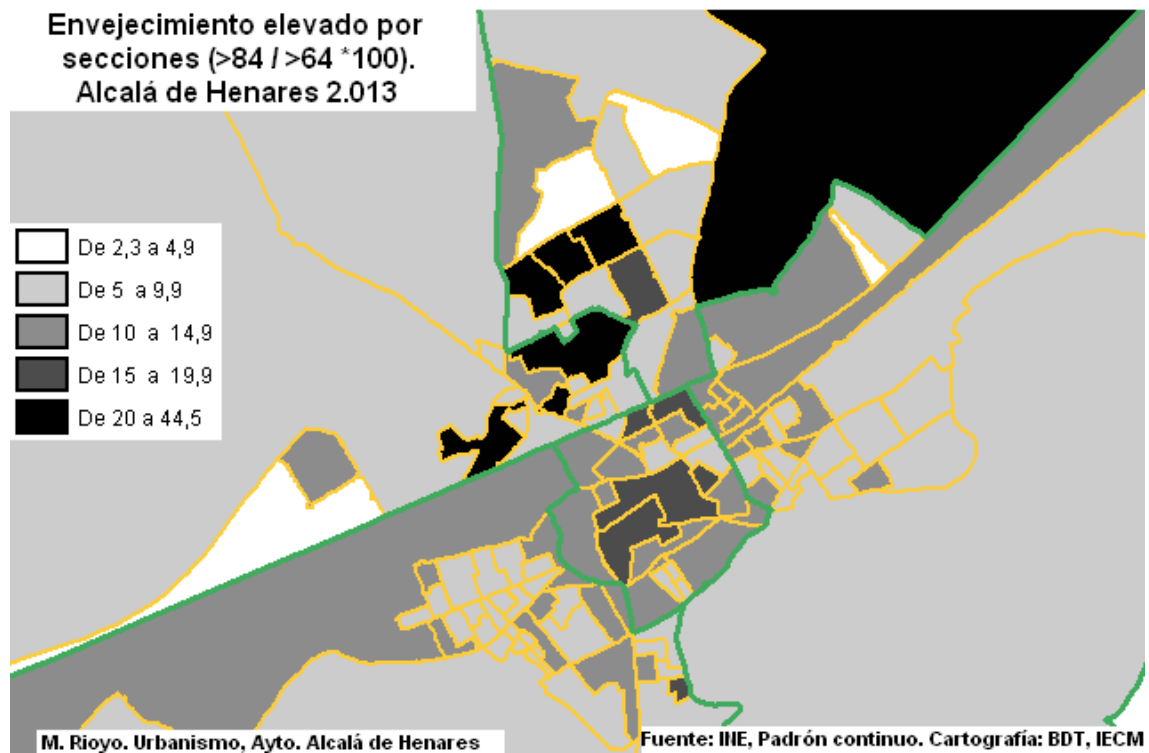 Envejecimiento elevado por
secciones (>84 / >64 *100).
Alcalá de Henares 2.013
De 2,3 a 4,9
De 5 a 9,9
De 10 a 14,9
De 15 a 19,9
De 20 a 44,5
M. Rioyo. Urbanismo, Ayto. Alcalá de Henares
Fuente: INE, Padrón continuo. Cartografía: BDT, IECM